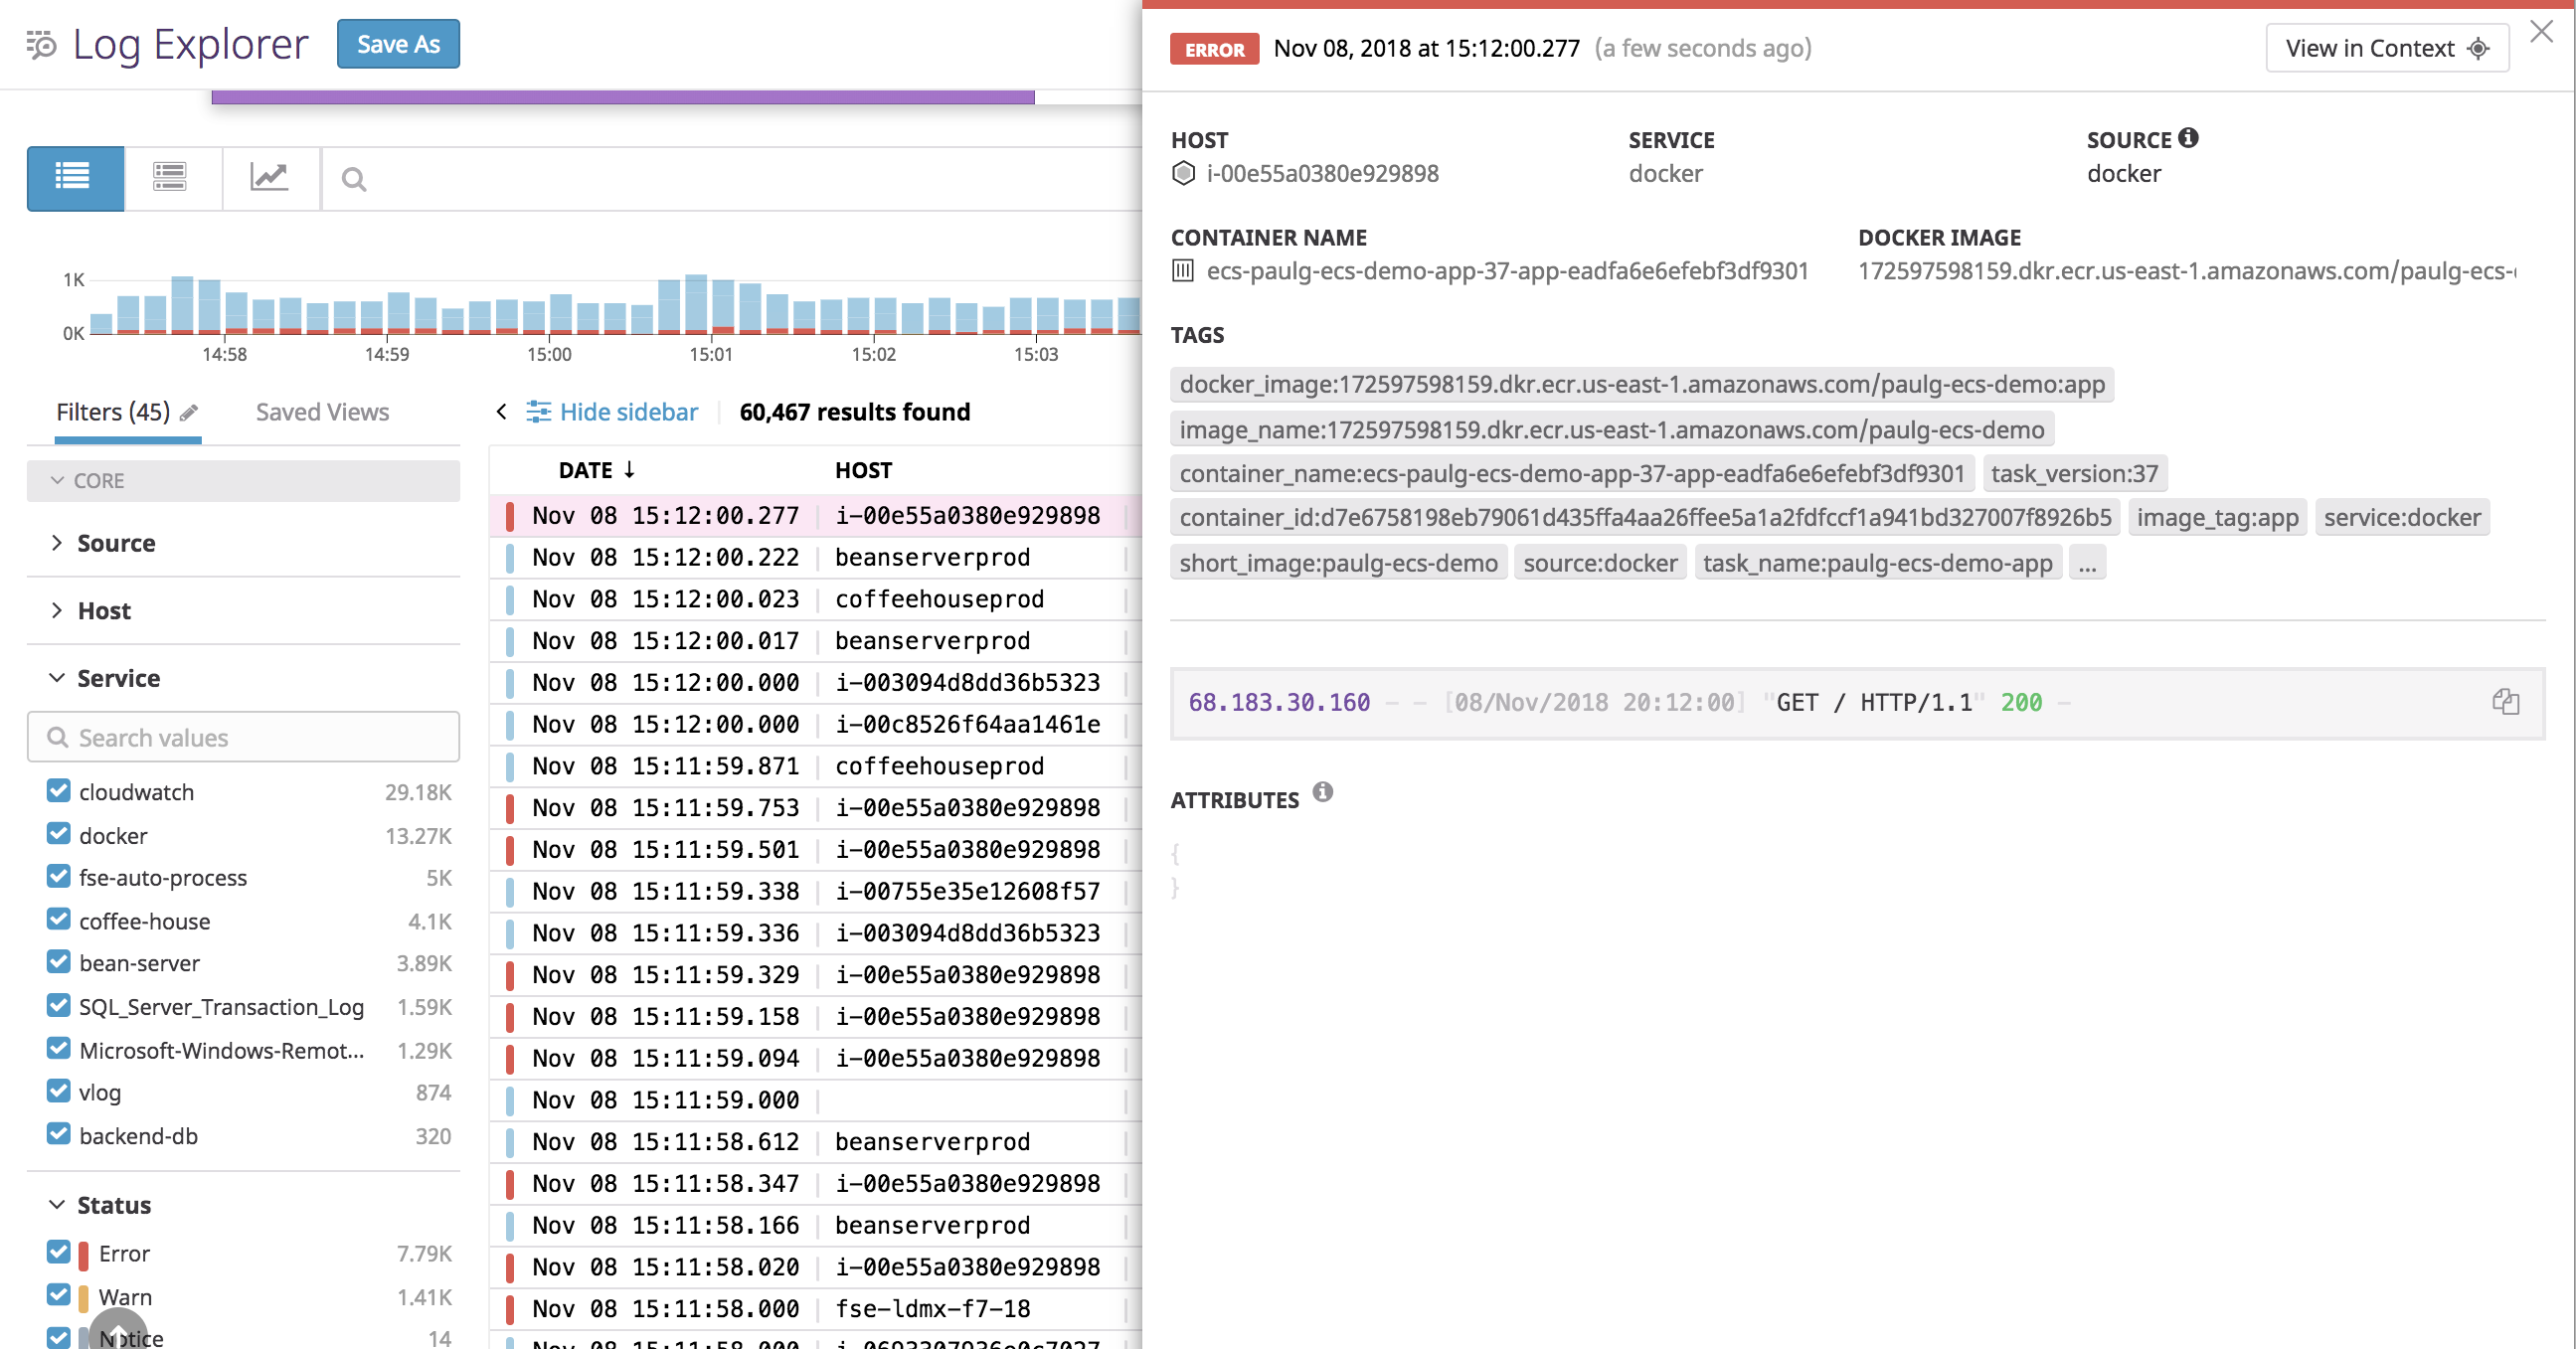 Log Explorer
Save As
1K
0K
14:58 14:59 15:00 15:01 15:02 15:03
Filters (45) Saved Views
Hide sidebar 60,467 results found
CORE
Source
Host
Service
Search values
cloudwatch 29.18K
docker 13.27K
fse-auto-process 5K
coffee-house 4.1K
bean-server 3.89K
SQL_Server_Transaction_Log 1.59K
Microsoft-Windows-Remot... 1.29K
vlog 874
backend-db 320
Status
Error 7.79K
Warn 1.41K
Notice 14
DATE ↓ HOST
Nov 08 15:12:00.277 i-00e55a0380e929898
Nov 08 15:12:00.222 beanserverprod
Nov 08 15:12:00.023 coffeehouseprod
Nov 08 15:12:00.017 beanserverprod
Nov 08 15:12:00.000 i-003094d8dd36b5323
Nov 08 15:12:00.000 i-00c8526f64aa1461e
Nov 08 15:11:59.871 coffeehouseprod
Nov 08 15:11:59.753 i-00e55a0380e929898
Nov 08 15:11:59.501 i-00e55a0380e929898
Nov 08 15:11:59.338 i-00755e35e12608f57
Nov 08 15:11:59.336 i-003094d8dd36b5323
Nov 08 15:11:59.329 i-00e55a0380e929898
Nov 08 15:11:59.158 i-00e55a0380e929898
Nov 08 15:11:59.094 i-00e55a0380e929898
Nov 08 15:11:59.000
Nov 08 15:11:58.612 beanserverprod
Nov 08 15:11:58.347 i-00e55a0380e929898
Nov 08 15:11:58.166 beanserverprod
Nov 08 15:11:58.020 i-00e55a0380e929898
Nov 08 15:11:58.000 fse-ldmx-f7-18
Nov 08 15:11:58.000
ERROR Nov 08, 2018 at 15:12:00.277 (a few seconds ago)
View in Context
HOST SERVICE SOURCE
i-00e55a0380e929898 docker docker
CONTAINER NAME DOCKER IMAGE
ecs-paulg-ecs-demo-app-37-app-eadfa6e6efebf3df9301 172597598159.dkr.ecr.us-east-1.amazonaws.com/paulg-ecs-
TAGS
docker_image:172597598159.dkr.ecr.us-east-1.amazonaws.com/paulg-ecs-demo:app
image_name:172597598159.dkr.ecr.us-east-1.amazonaws.com/paulg-ecs-demo
container_name:ecs-paulg-ecs-demo-app-37-app-eadfa6e6efebf3df9301 task_version:37
container_id:d7e6758198eb79061d435ffa4aa26ffee5a1a2fdfccf1a941bd327007f8926b5 image_tag:app service:docker
short_image:paulg-ecs-demo source:docker task_name:paulg-ecs-demo-app ...
68.183.30.160 - - [08/Nov/2018 20:12:00] "GET / HTTP/1.1" 200 -
ATTRIBUTES
{
}